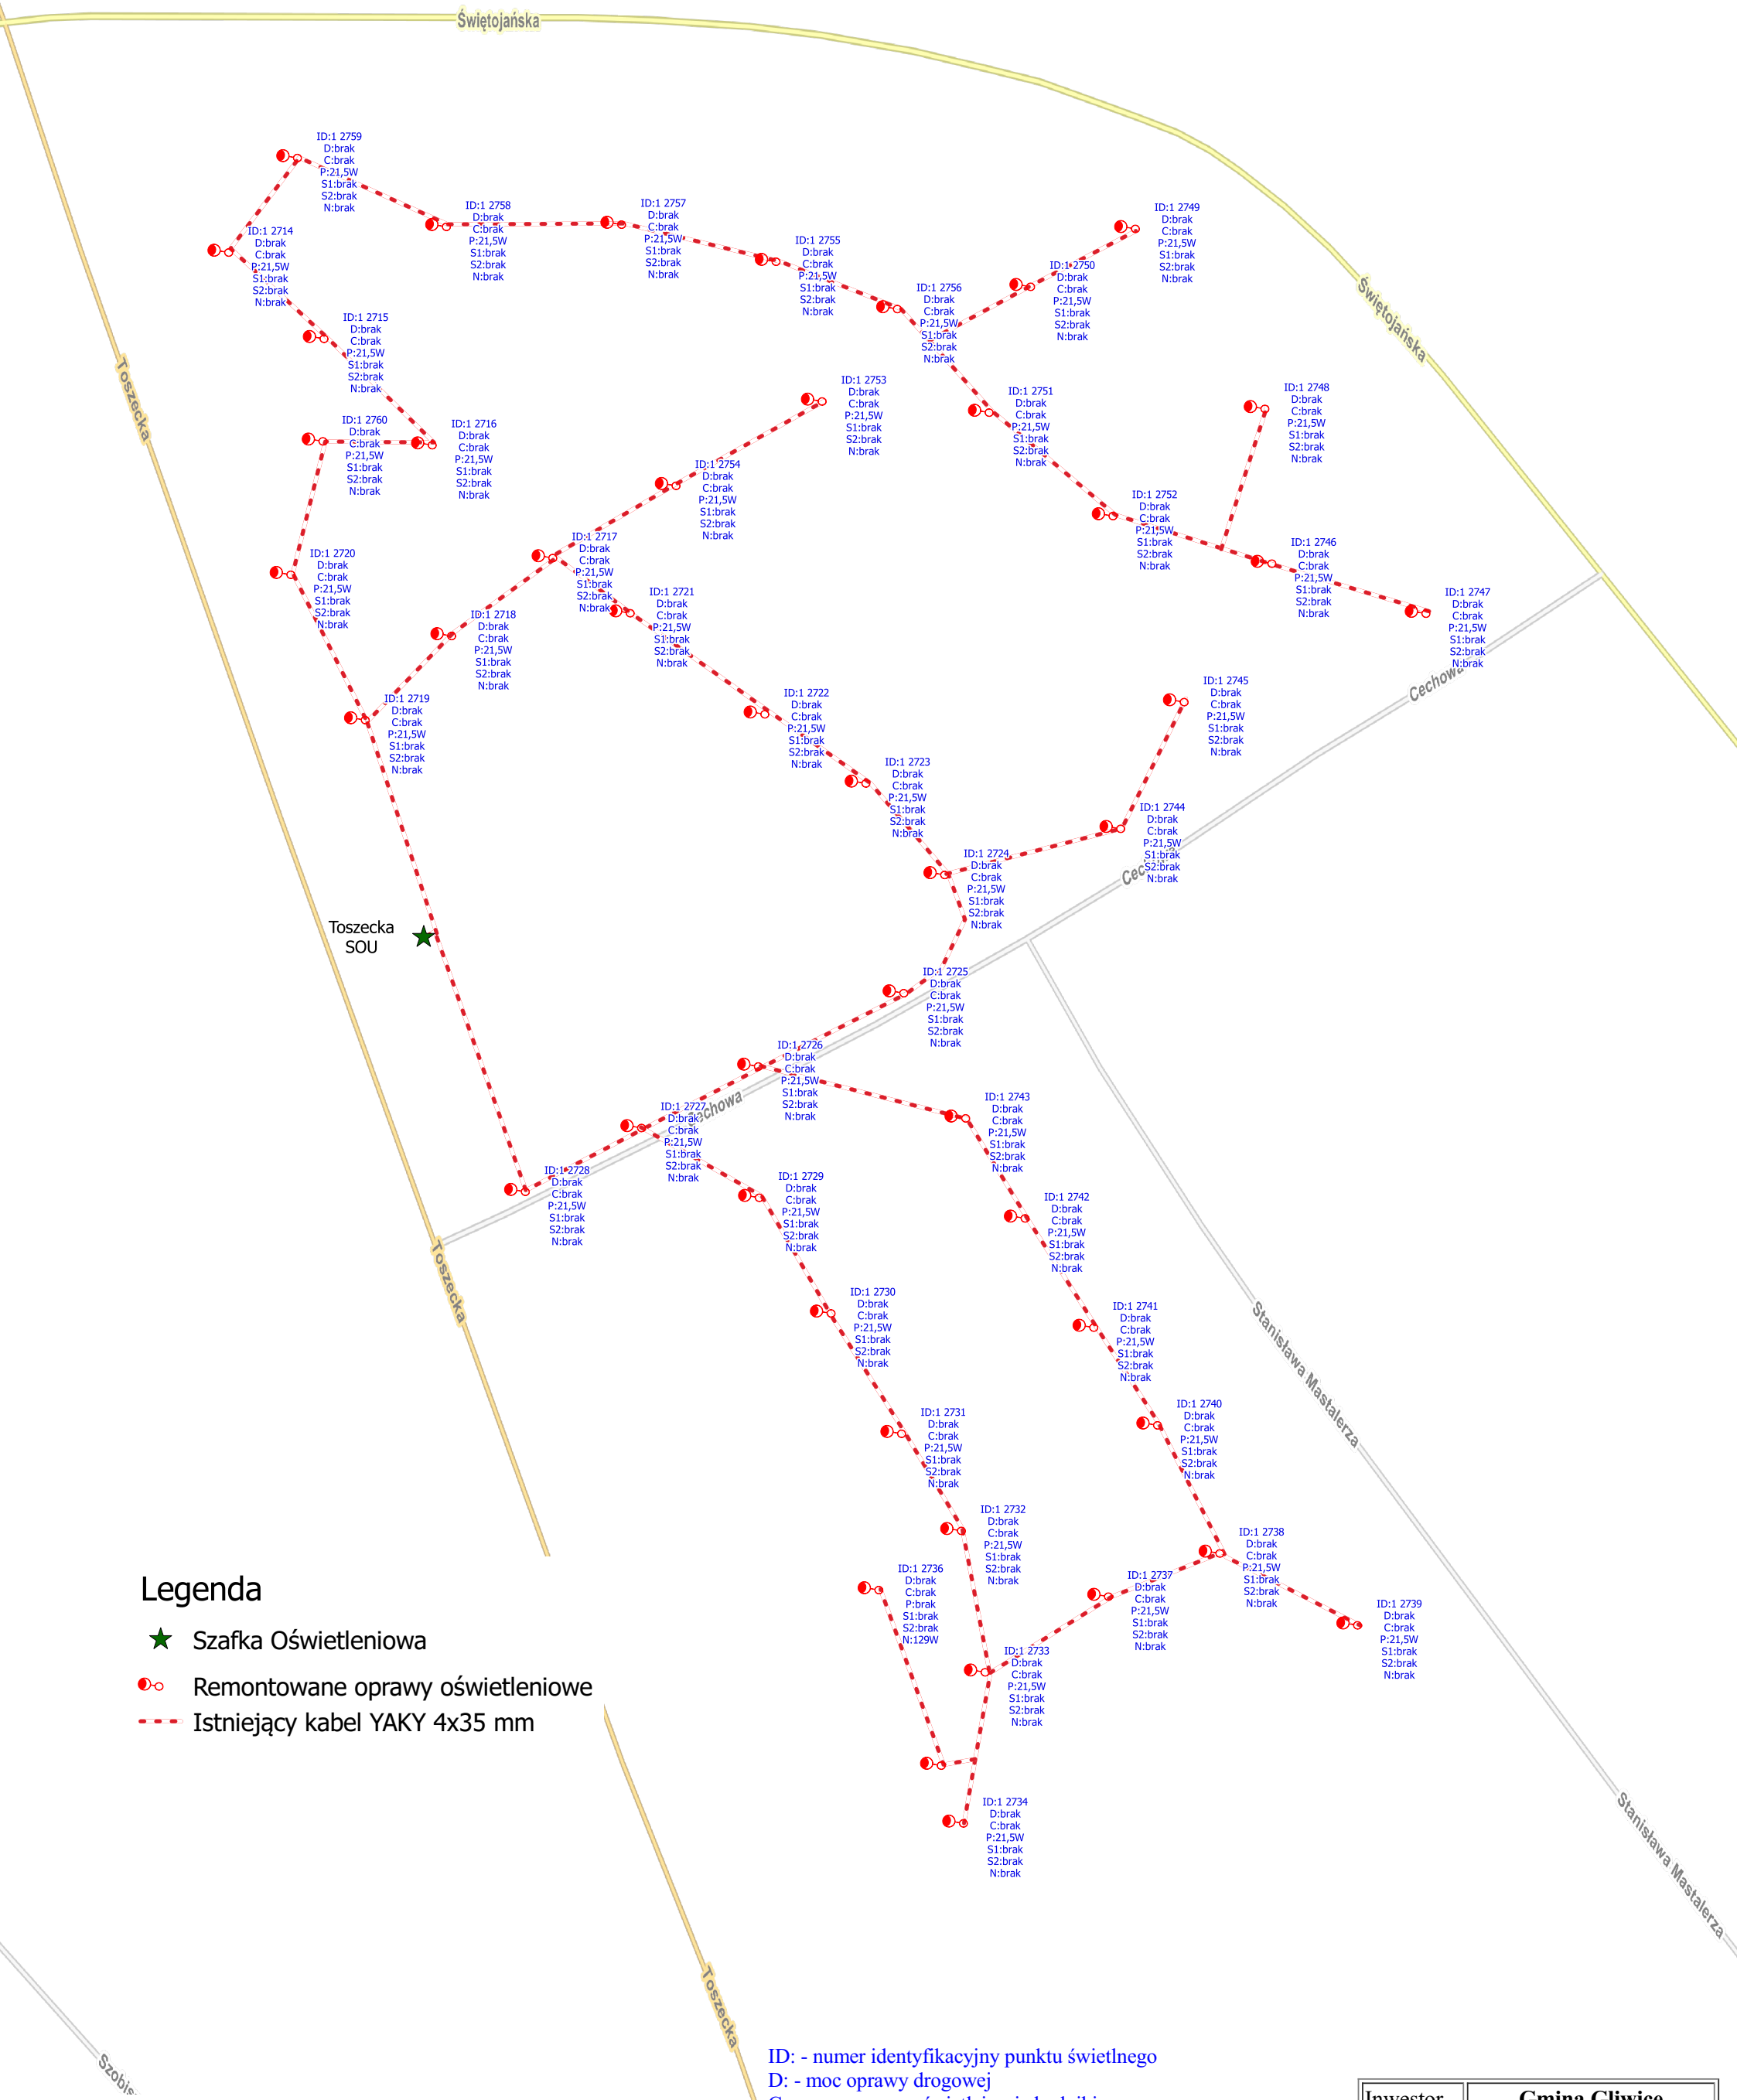 Świętojańska
ID:1 2759
D:brak
C:brak
P:21,5W
S1:brak
S2:brak
N:brak
ID:1 2758
D:brak
C:brak
P:21,5W
S1:brak
S2:brak
N:brak
ID:1 2757
D:brak
C:brak
P:21,5W
S1:brak
S2:brak
N:brak
ID:1 2749
D:brak
C:brak
P:21,5W
S1:brak
S2:brak
N:brak
ID:1 2714
D:brak
C:brak
P:21,5W
S1:brak
S2:brak
N:brak
ID:1 2755
D:brak
C:brak
P:21,5W
S1:brak
S2:brak
N:brak
ID:1 2750
D:brak
C:brak
P:21,5W
S1:brak
S2:brak
N:brak
ID:1 2756
D:brak
C:brak
P:21,5W
S1:brak
S2:brak
N:brak
Świętojańska
ID:1 2715
D:brak
C:brak
P:21,5W
S1:brak
S2:brak
N:brak
Toszecka
ID:1 2753
D:brak
C:brak
P:21,5W
S1:brak
S2:brak
N:brak
ID:1 2751
D:brak
C:brak
P:21,5W
S1:brak
S2:brak
N:brak
ID:1 2748
D:brak
C:brak
P:21,5W
S1:brak
S2:brak
N:brak
ID:1 2760
D:brak
C:brak
P:21,5W
S1:brak
S2:brak
N:brak
ID:1 2716
D:brak
C:brak
P:21,5W
S1:brak
S2:brak
N:brak
ID:1 2754
D:brak
C:brak
P:21,5W
S1:brak
S2:brak
N:brak
ID:1 2752
D:brak
C:brak
P:21,5W
S1:brak
S2:brak
N:brak
ID:1 2717
D:brak
C:brak
P:21,5W
S1:brak
S2:brak
N:brak
ID:1 2746
D:brak
C:brak
P:21,5W
S1:brak
S2:brak
N:brak
ID:1 2720
D:brak
C:brak
P:21,5W
S1:brak
S2:brak
N:brak
ID:1 2721
D:brak
C:brak
P:21,5W
S1:brak
S2:brak
N:brak
ID:1 2747
D:brak
C:brak
P:21,5W
S1:brak
S2:brak
N:brak
Cechowa
ID:1 2718
D:brak
C:brak
P:21,5W
S1:brak
S2:brak
N:brak
ID:1 2745
D:brak
C:brak
P:21,5W
S1:brak
S2:brak
N:brak
ID:1 2722
D:brak
C:brak
P:21,5W
S1:brak
S2:brak
N:brak
ID:1 2719
D:brak
C:brak
P:21,5W
S1:brak
S2:brak
N:brak
ID:1 2723
D:brak
C:brak
P:21,5W
S1:brak
S2:brak
N:brak
ID:1 2744
D:brak
C:brak
P:21,5W
S1:brak
S2:brak
N:brak
Cechowa
ID:1 2724
D:brak
C:brak
P:21,5W
S1:brak
S2:brak
N:brak
Toszecka
SOU
ID:1 2725
D:brak
C:brak
P:21,5W
S1:brak
S2:brak
N:brak
ID:1 2726
D:brak
C:brak
P:21,5W
S1:brak
S2:brak
N:brak
Cechowa
ID:1 2743
D:brak
C:brak
P:21,5W
S1:brak
S2:brak
N:brak
ID:1 2727
D:brak
C:brak
P:21,5W
S1:brak
S2:brak
N:brak
ID:1 2728
D:brak
C:brak
P:21,5W
S1:brak
S2:brak
N:brak
ID:1 2729
D:brak
C:brak
P:21,5W
S1:brak
S2:brak
N:brak
ID:1 2742
D:brak
C:brak
P:21,5W
S1:brak
S2:brak
N:brak
Toszecka
ID:1 2730
D:brak
C:brak
P:21,5W
S1:brak
S2:brak
N:brak
ID:1 2741
D:brak
C:brak
P:21,5W
S1:brak
S2:brak
N:brak
Stanisława Mastalerza
ID:1 2740
D:brak
C:brak
P:21,5W
S1:brak
S2:brak
N:brak
ID:1 2731
D:brak
C:brak
P:21,5W
S1:brak
S2:brak
N:brak
ID:1 2732
D:brak
C:brak
P:21,5W
S1:brak
S2:brak
N:brak
ID:1 2738
D:brak
C:brak
P:21,5W
S1:brak
S2:brak
N:brak
ID:1 2736
D:brak
C:brak
P:brak
S1:brak
S2:brak
N:129W
ID:1 2737
D:brak
C:brak
P:21,5W
S1:brak
S2:brak
N:brak
ID:1 2739
D:brak
C:brak
P:21,5W
S1:brak
S2:brak
N:brak
ID:1 2733
D:brak
C:brak
P:21,5W
S1:brak
S2:brak
N:brak
Legenda
Szafka Oświetleniowa
Remontowane oprawy oświetleniowe
Istniejący kabel YAKY 4x35 mm
ID:1 2734
D:brak
C:brak
P:21,5W
S1:brak
S2:brak
N:brak
Stanisława Mastalerza
Toszecka
ID: - numer identyfikacyjny punktu świetlnego
D: - moc oprawy drogowej
Inwestor
Gmina Gliwice